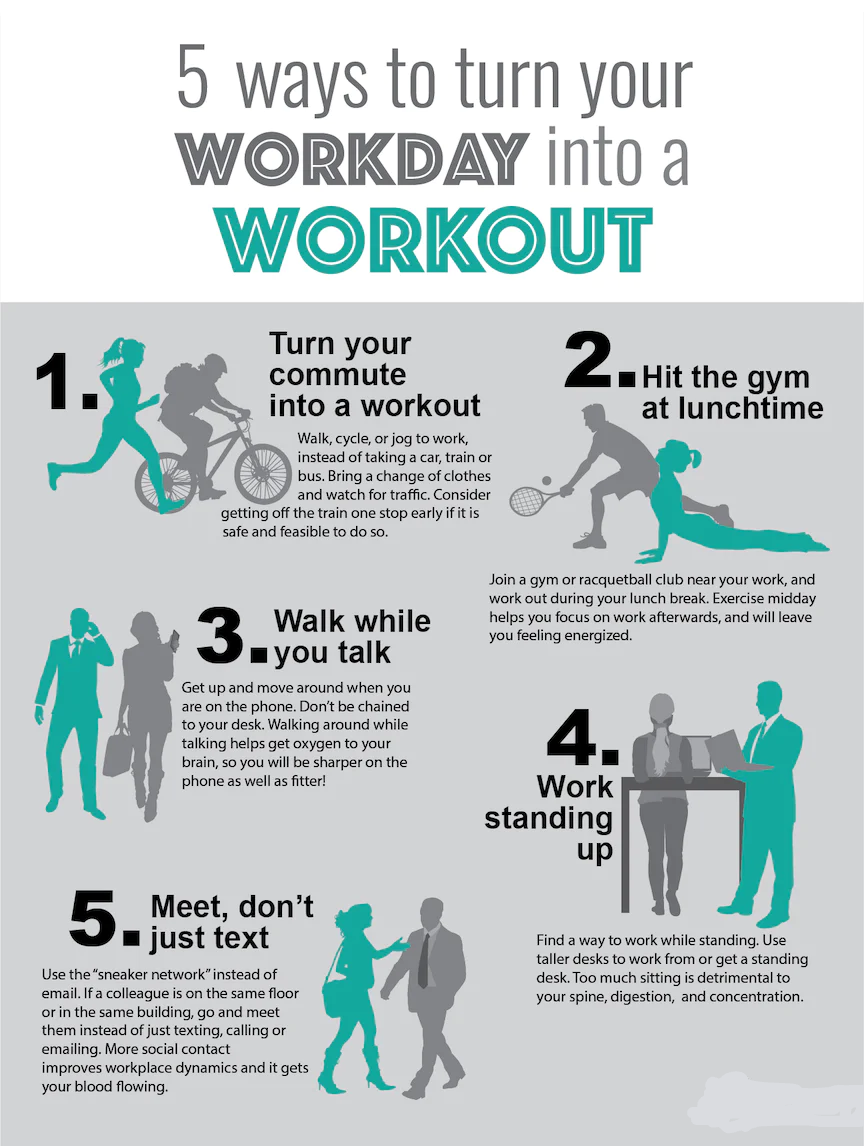 5 ways to turn your
WORKDAY into a
WORKOUT
1.
Turn your
commute
into a workout
Walk, cycle, or jog to work,
instead of taking a car, train or
bus. Bring a change of clothes
and watch for traffic. Consider
getting off the train one stop early if it is
safe and feasible to do so.
2.
Hit the gym
at lunchtime
Join a gym or racquetball club near your work, and
work out during your lunch break. Exercise midday
helps you focus on work afterwards, and will leave
you feeling energized.
3.
Walk while
you talk
Get up and move around when you
are on the phone. Don't be chained
to your desk. Walking around while
talking helps get oxygen to your
brain, so you will be sharper on the
phone as well as fitter!
4.
Work
standing
up
Find a way to work while standing. Use
taller desks to work from or get a standing
desk. Too much sitting is detrimental to
your spine, digestion,  and concentration.
5.
Meet, don't
just text
Use the "sneaker network" instead of
email. If a colleague is on the same floor
or in the same building, go and meet
them instead of just texting, calling or
emailing. More social contact
improves workplace dynamics and it gets
your blood flowing.